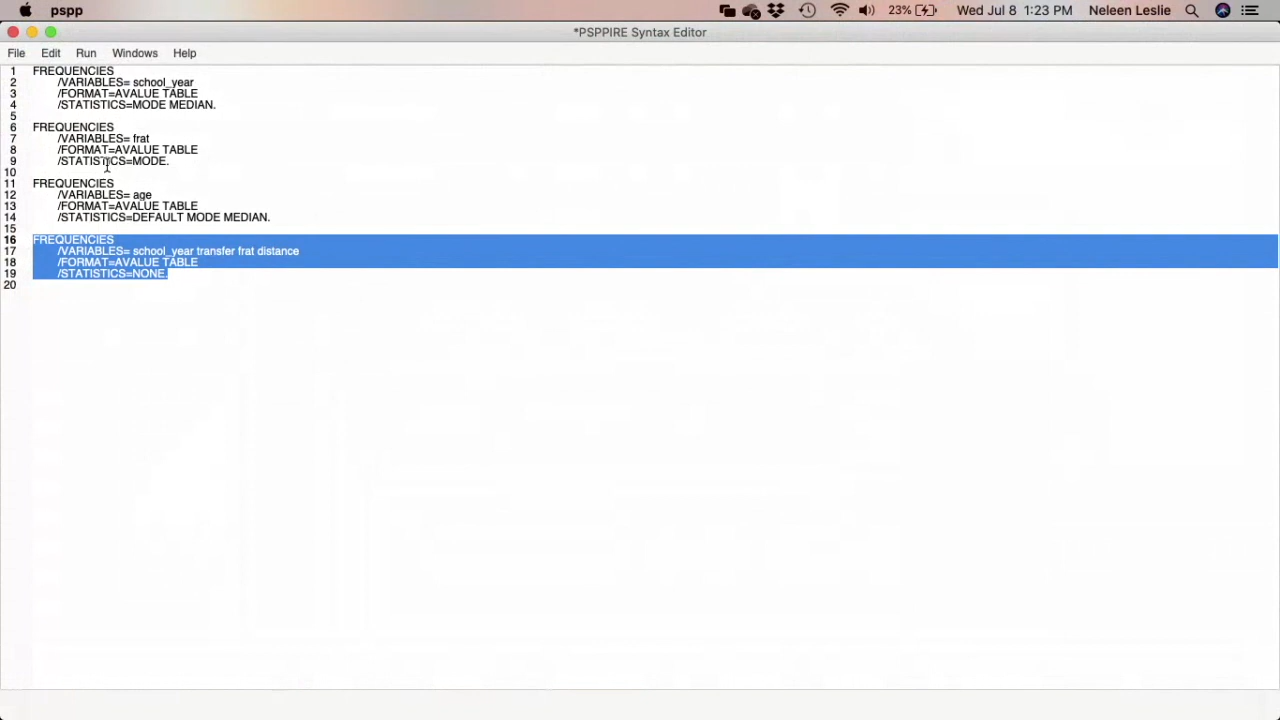 pspp 23% Wed Jul 8 1:23 PM Neleen Leslie
*PSPPIRE Syntax Editor
File Edit Run Windows Help
1 FREQUENCIES
2 /VARIABLES= school_year
3 /FORMAT=AVALUE TABLE
4 /STATISTICS=MODE MEDIAN.
5
6 FREQUENCIES
7 /VARIABLES= frat
8 /FORMAT=AVALUE TABLE
9 /STATISTICS=MODE.
10
11 FREQUENCIES
12 /VARIABLES= age
13 /FORMAT=AVALUE TABLE
14 /STATISTICS=DEFAULT MODE MEDIAN.
15
16 FREQUENCIES
17 /VARIABLES= school_year transfer frat distance
18 /FORMAT=AVALUE TABLE
19 /STATISTICS=NONE.
20